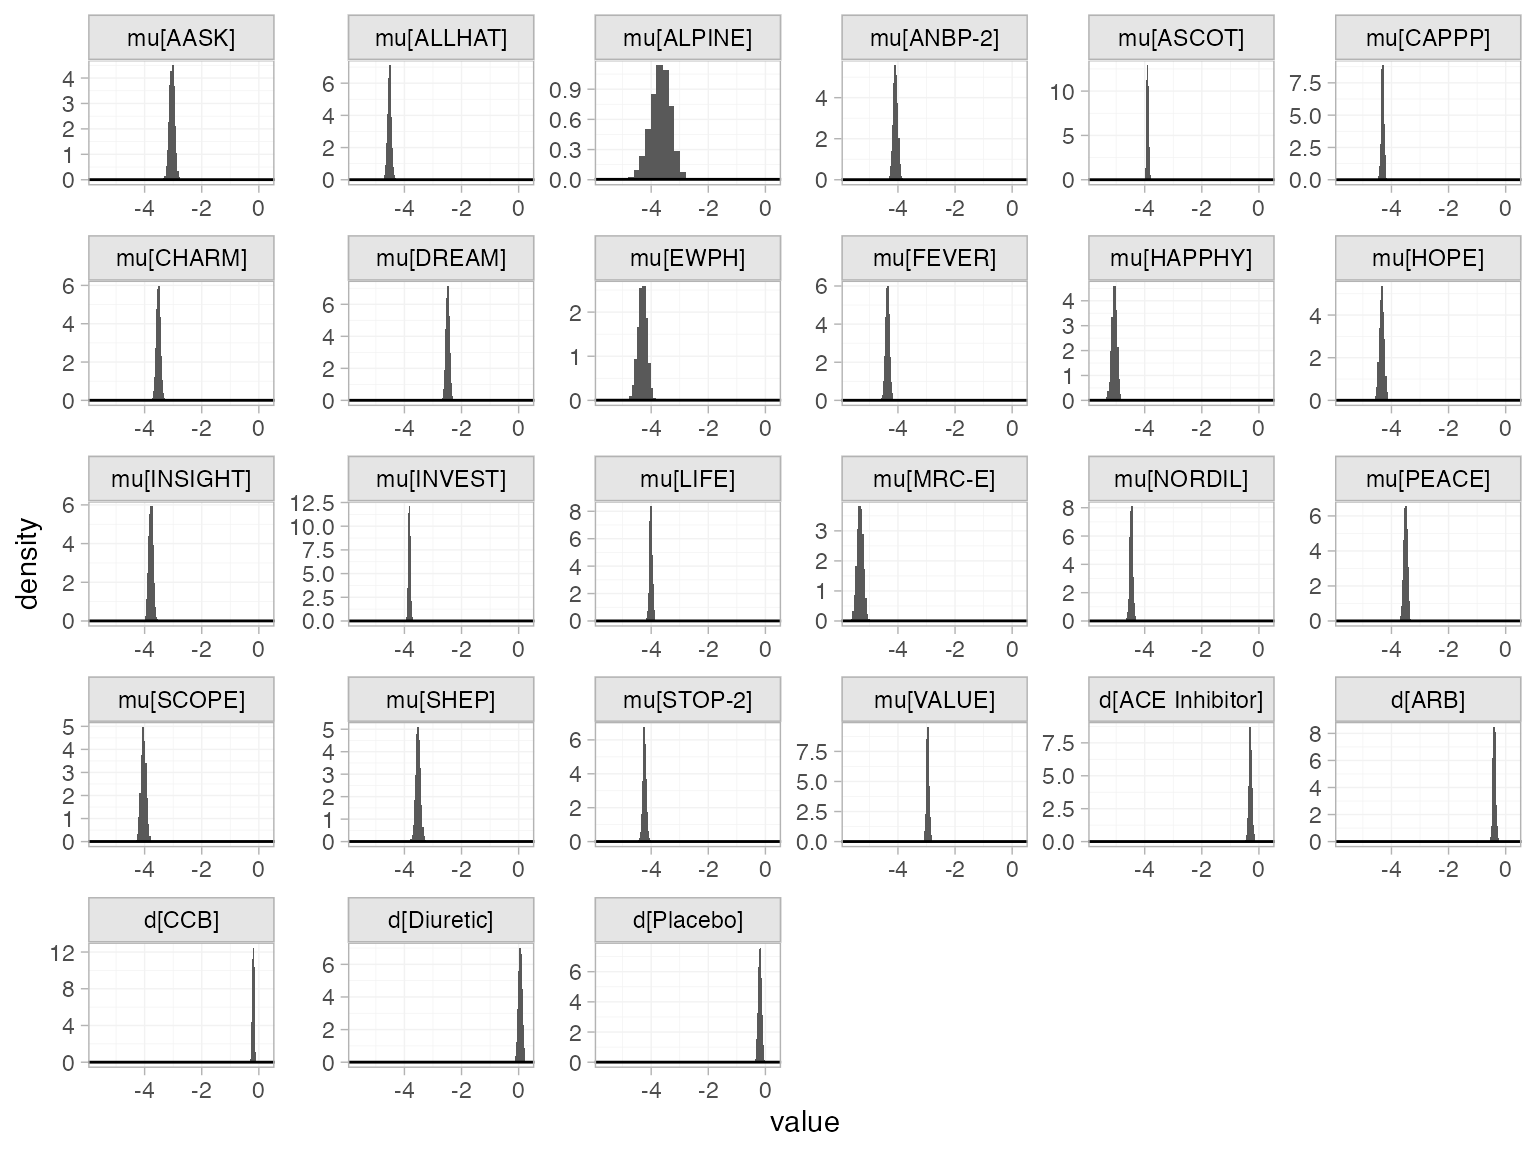 mu[AASK] mu[ALLHAT] mu[ALPINE] mu[ANBP-2] mu[ASCOT] mu[CAPPP]
4 3 2 1 0
6 4 2 0
0.9 0.6 0.3 0.0
4 2 0
10 5 0
7.5 5.0 2.5 0.0
-4 -2 0 -4 -2 0 -4 -2 0 -4 -2 0 -4 -2 0 -4 -2 0
mu[CHARM] mu[DREAM] mu[EWPH] mu[FEVER] mu[HAPPHY] mu[HOPE]
6 4 2 0
6 4 2 0
2 1 0
6 4 2 0
4 3 2 1 0
4 2 0
-4 -2 0 -4 -2 0 -4 -2 0 -4 -2 0 -4 -2 0 -4 -2 0
density
mu[INSIGHT] mu[INVEST] mu[LIFE] mu[MRC-E] mu[NORDIL] mu[PEACE]
6 4 2 0
12.5 10.0 7.5 5.0 2.5 0.0
8 6 4 2 0
3 2 1 0
8 6 4 2 0
6 4 2 0
-4 -2 0 -4 -2 0 -4 -2 0 -4 -2 0 -4 -2 0 -4 -2 0
mu[SCOPE] mu[SHEP] mu[STOP-2] mu[VALUE] d[ACE Inhibitor] d[ARB]
5 4 3 2 1 0
5 4 3 2 1 0
6 4 2 0
7.5 5.0 2.5 0.0
7.5 5.0 2.5 0.0
8 6 4 2 0
-4 -2 0 -4 -2 0 -4 -2 0 -4 -2 0 -4 -2 0 -4 -2 0
d[CCB] d[Diuretic] d[Placebo]
12 8 4 0
6 4 2 0
6 4 2 0
-4 -2 0 -4 -2 0 -4 -2 0
value